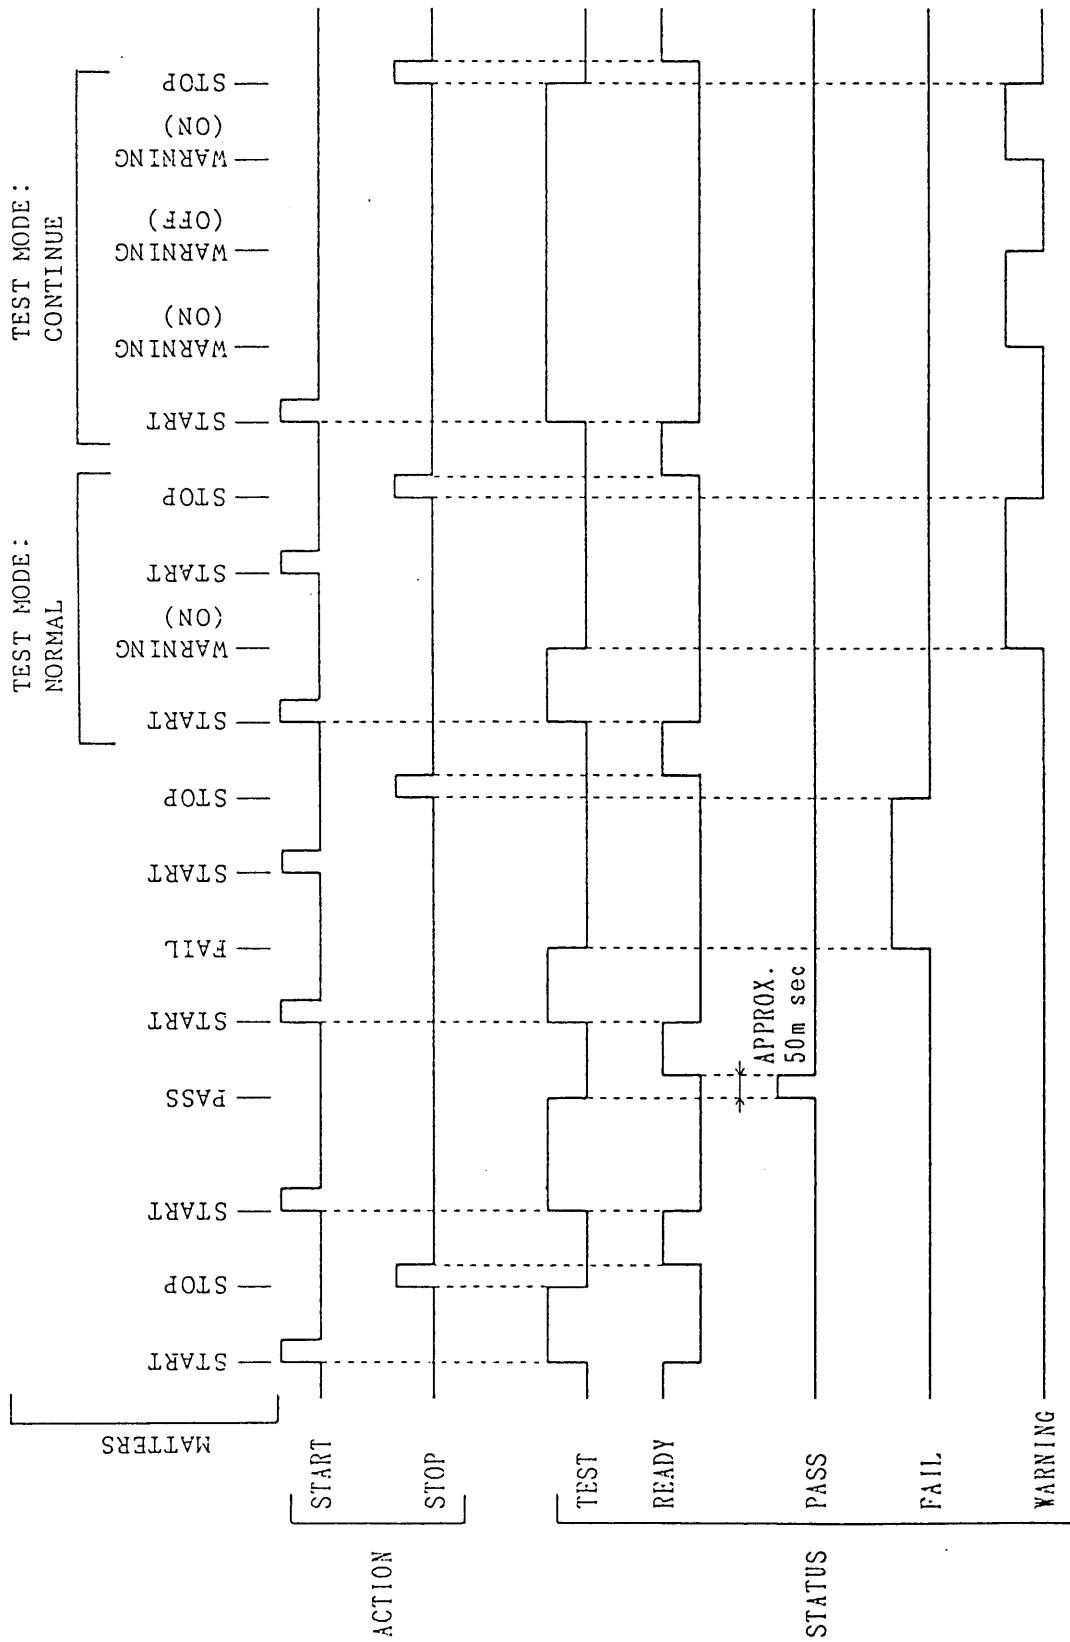 TEST MODE:
NORMAL
TEST MODE:
CONTINUE
MATTERS
START
STOP
START
PASS
START
FAIL
START
STOP
START
WARNING
(ON)
START
STOP
START
WARNING
(ON)
WARNING
(OFF)
WARNING
(ON)
STOP
ACTION
START
STOP
STATUS
TEST
READY
PASS
FAIL
WARNING
APPROX.
50m sec